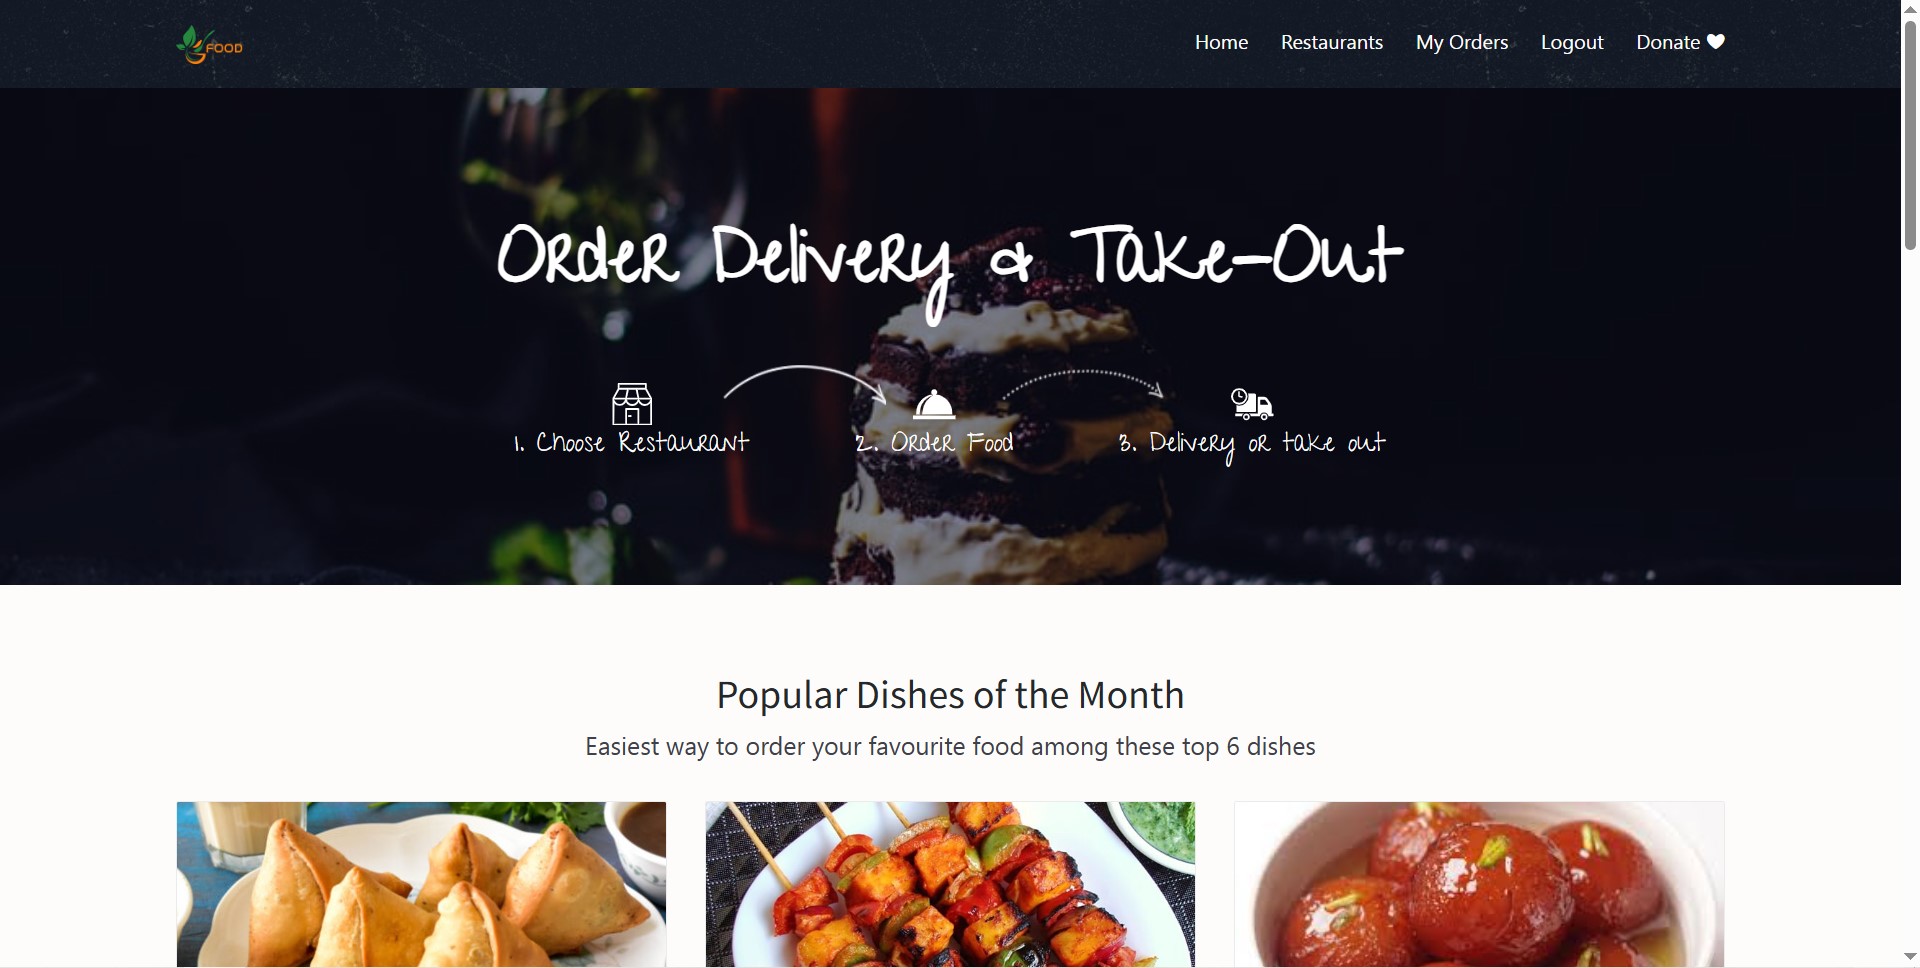 FOOD
Home Restaurants My Orders Logout Donate
Order Delivery & Take-Out
1. Choose Restaurant
2. Order Food
3. Delivery or take out
Popular Dishes of the Month
Easiest way to order your favourite food among these top 6 dishes